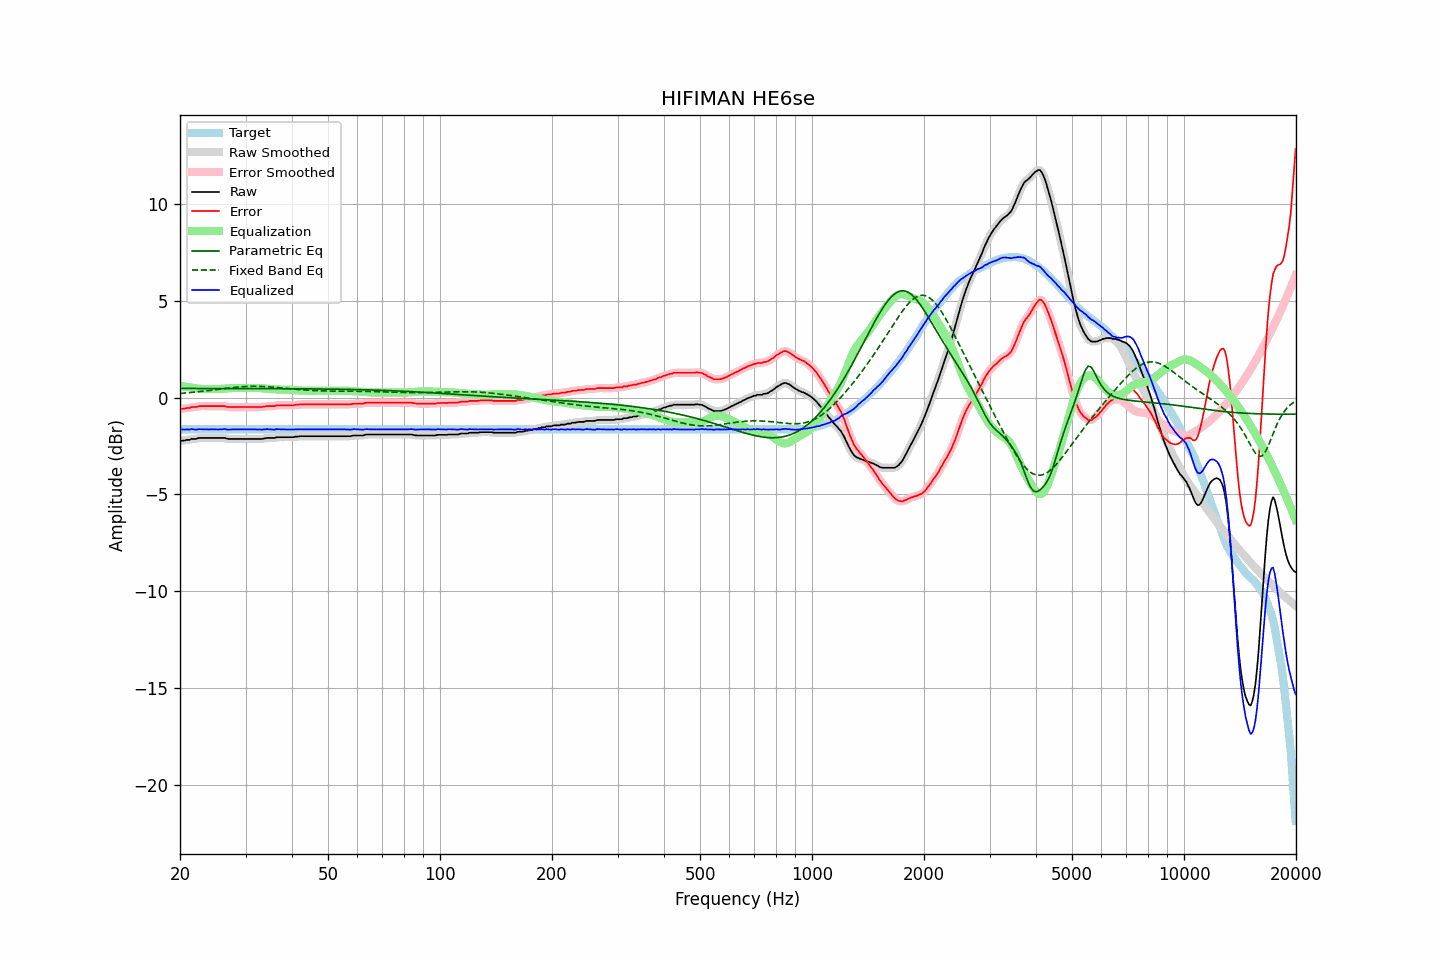 HIFIMAN HE6se
Target
Raw Smoothed
Error Smoothed
Raw
Error
Equalization
Parametric Eq
Fixed Band Eq
Equalized
10
5
0
−5
−10
−15
−20
Amplitude (dBr)
20
50
100
200
500
1000
2000
5000
10000
20000
Frequency (Hz)